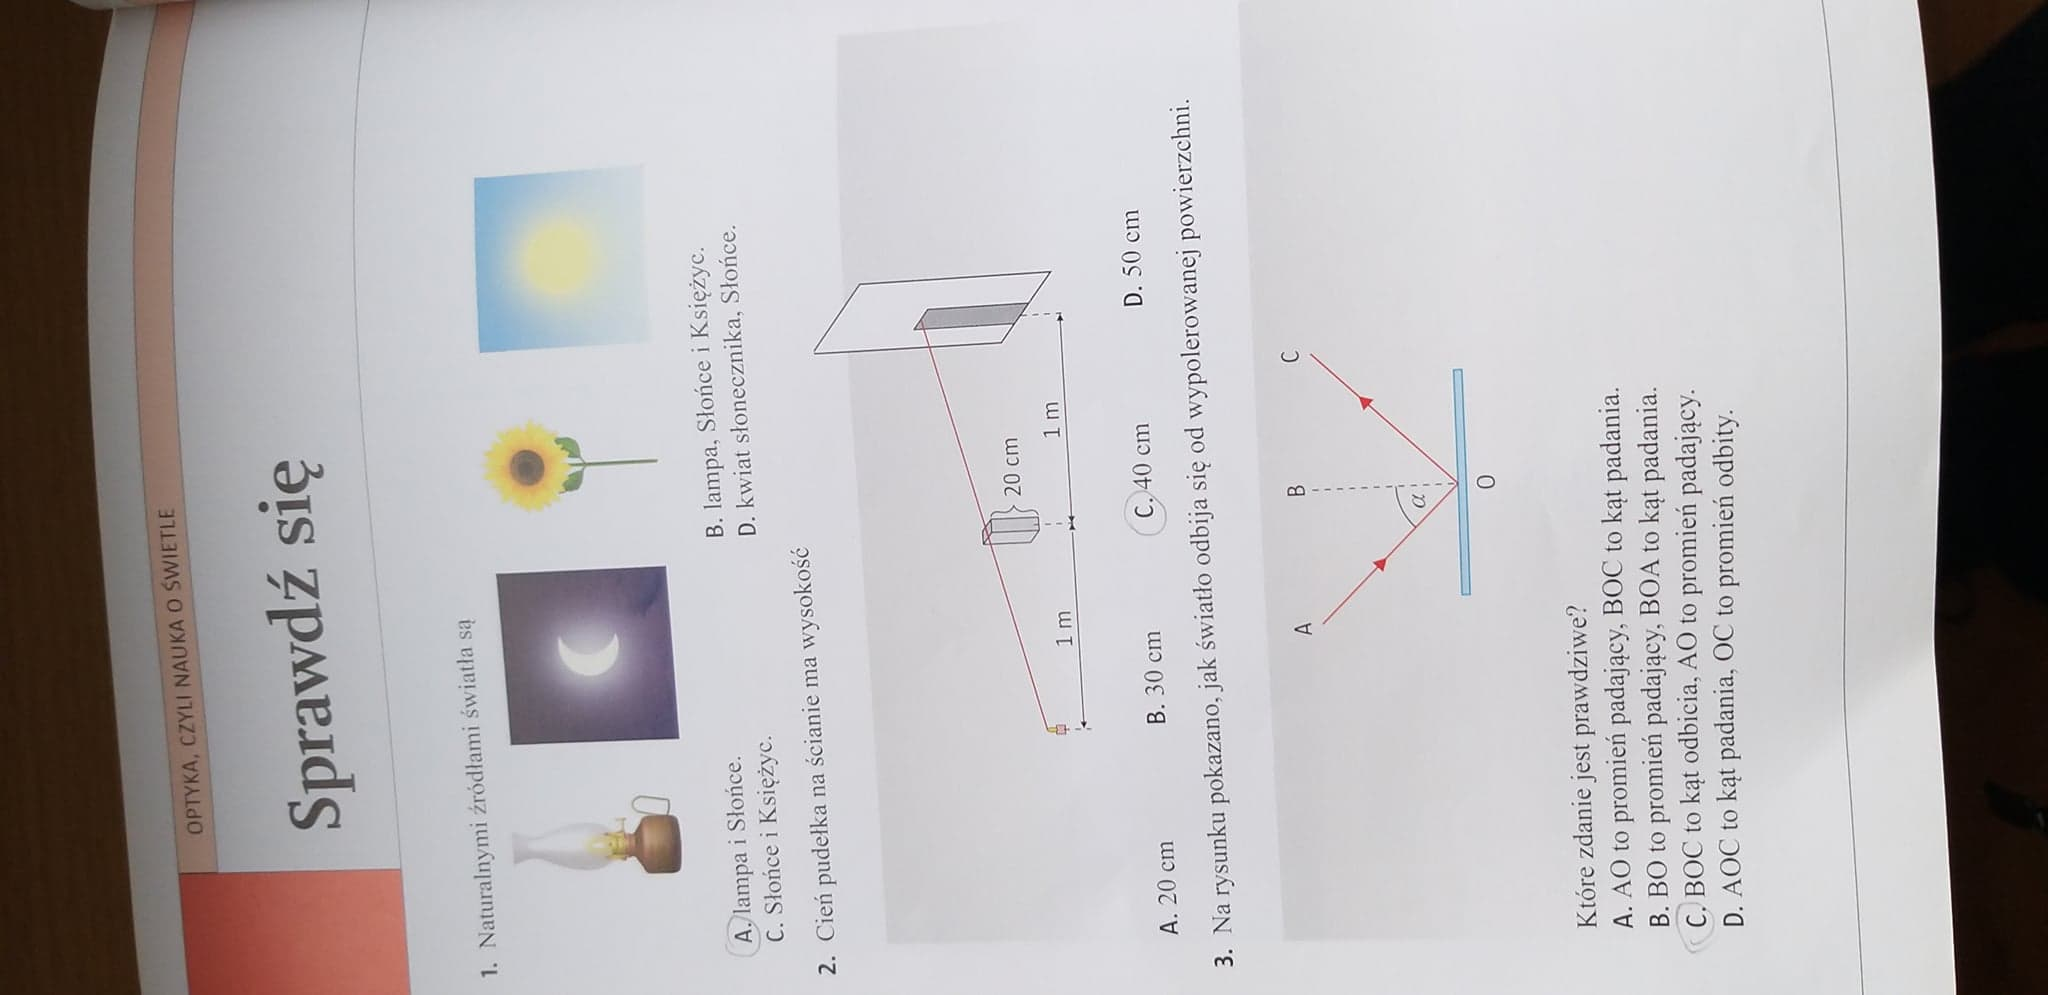 OPTYKA, CZYLI NAUKA O ŚWIETLE
Sprawdź się
1. Naturalnymi źródłami światła są
A. lampa i Słońce.
B. lampa, Słońce i Księżyc.
C. Słońce i Księżyc.
D. kwiat słonecznika, Słońce.
2. Cień pudełka na ścianie ma wysokość
20 cm
1 m
1 m
A. 20 cm
B. 30 cm
C. 40 cm
D. 50 cm
3. Na rysunku pokazano, jak światło odbija się od wypolerowanej powierzchni.
A
B
C
α
O
Które zdanie jest prawdziwe?
A. AO to promień padający, BOC to kąt padania.
B. BO to promień padający, BOA to kąt padania.
C. BOC to kąt odbicia, AO to promień padający.
D. AOC to kąt padania, OC to promień odbity.